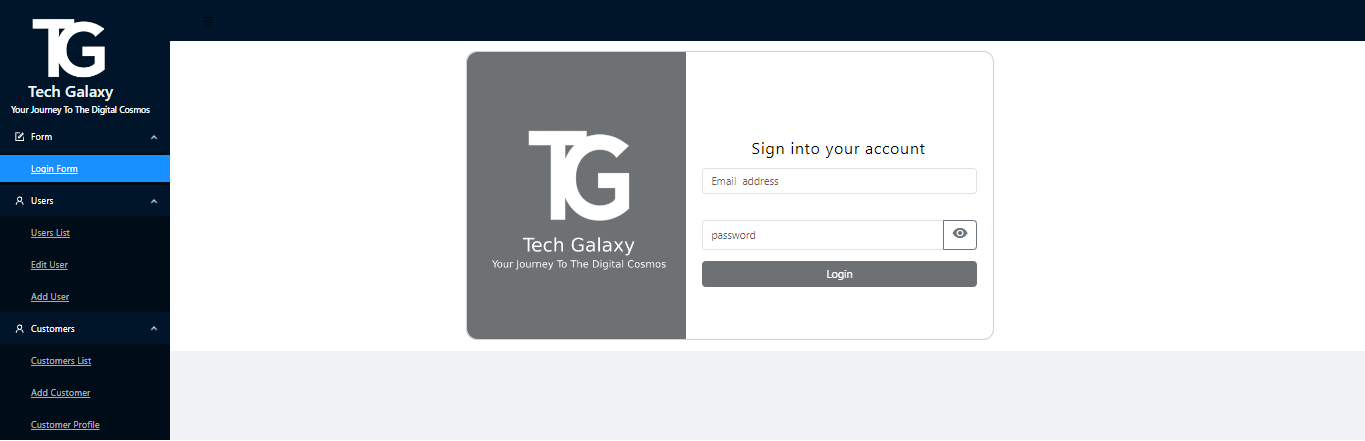 TG
Tech Galaxy
Your Journey To The Digital Cosmos
Form
Login Form
Users
Users List
Edit User
Add User
Customers
Customers List
Add Customer
Customer Profile
TG
Tech Galaxy
Your Journey To The Digital Cosmos
Sign into your account
Email address
password
Login